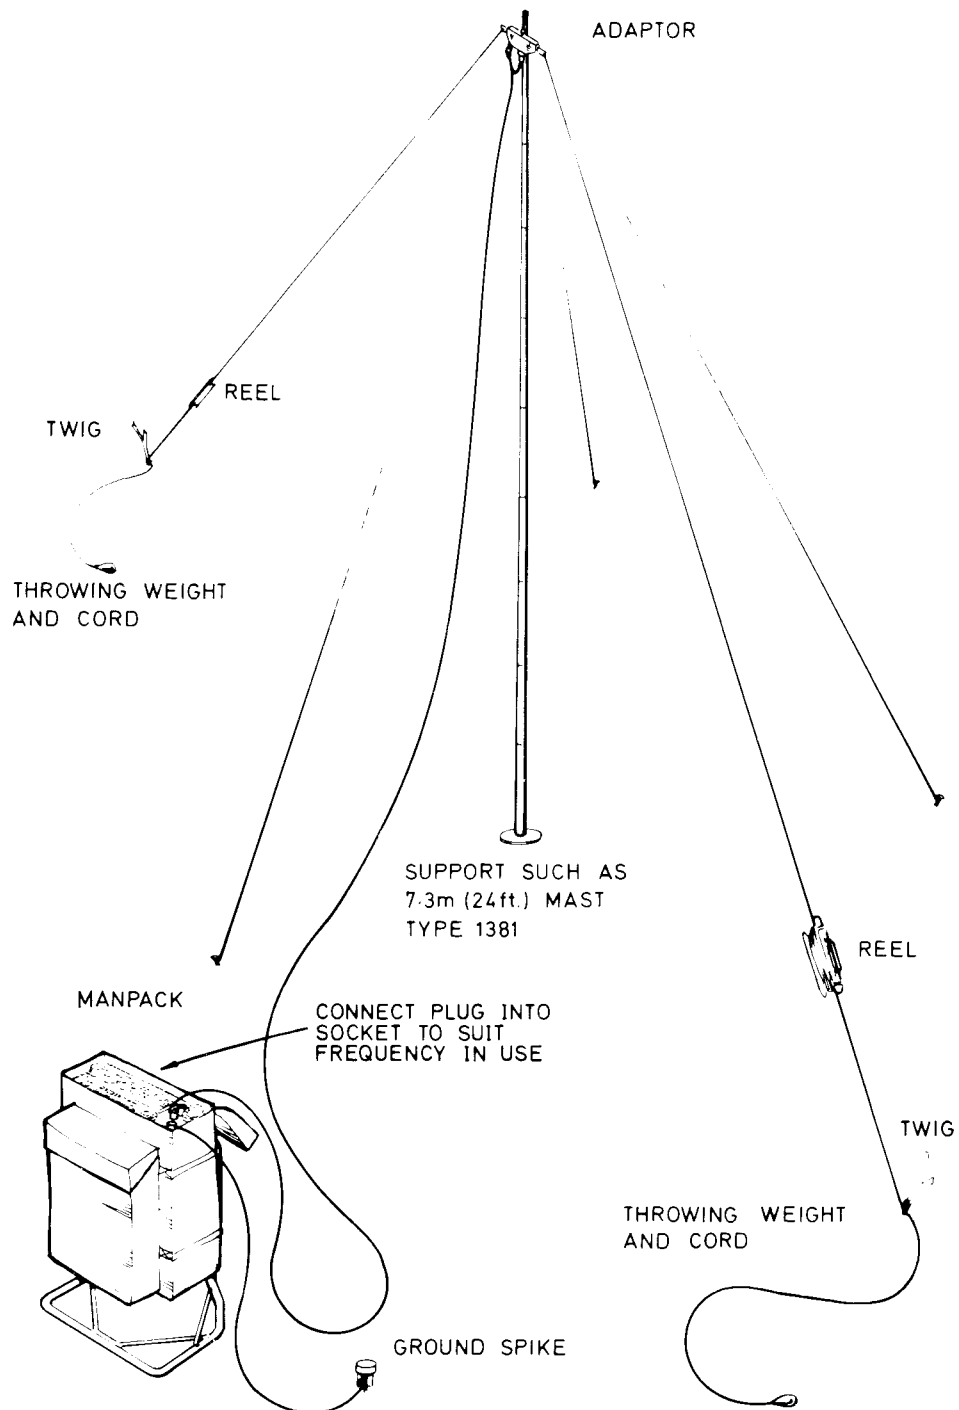 ADAPTOR
REEL
TWIG
THROWING WEIGHT
AND CORD
SUPPORT SUCH AS
7·3m (24ft.) MAST
TYPE 1381
REEL
MANPACK
CONNECT PLUG INTO
SOCKET TO SUIT
FREQUENCY IN USE
TWIG
THROWING WEIGHT
AND CORD
GROUND SPIKE